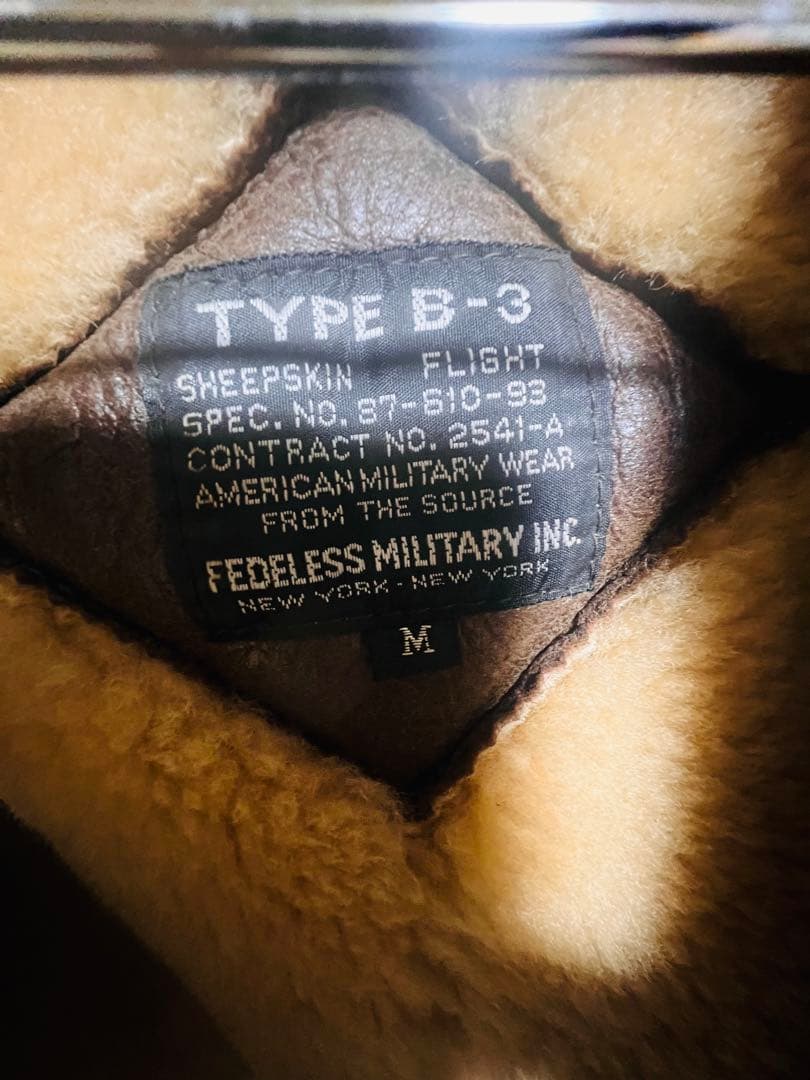 TYPE B-3
SHEEPSKIN FLIGHT
SPEC. NO. 87-610-93
CONTRACT NO. 2541-A
AMERICAN MILITARY WEAR
FROM THE SOURCE
FEDELESS MILITARY INC.
NEW YORK-NEW YORK
M